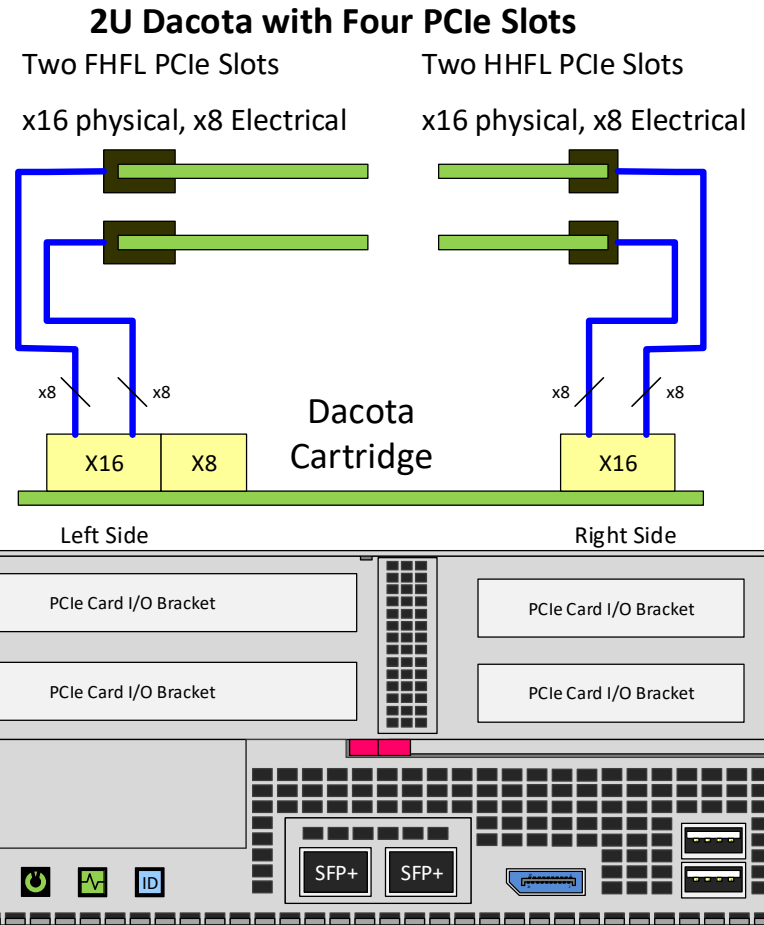 2U Dacota with Four PCIe Slots
Two FHFL PCIe Slots
Two HHFL PCIe Slots
x16 physical, x8 Electrical
x16 physical, x8 Electrical
x8
x8
x8
x8
Dacota
Cartridge
X16
X8
X16
Left Side
Right Side
PCIe Card I/O Bracket
PCIe Card I/O Bracket
PCIe Card I/O Bracket
PCIe Card I/O Bracket
ID
SFP+
SFP+